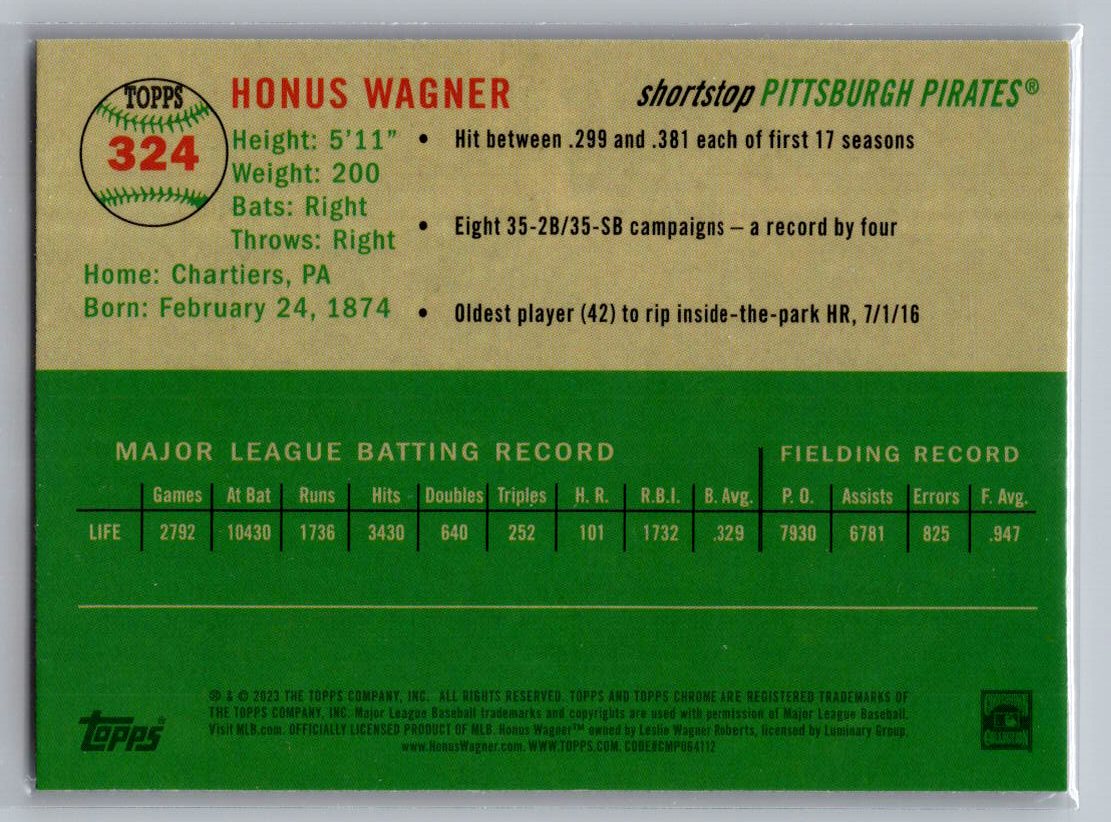 TOPPS
324
HONUS WAGNER
shortstop PITTSBURGH PIRATES®
Height: 5'11"
Weight: 200
Bats: Right
Throws: Right
Home: Chartiers, PA
Born: February 24, 1874
• Hit between .299 and .381 each of first 17 seasons
• Eight 35-2B/35-SB campaigns – a record by four
• Oldest player (42) to rip inside-the-park HR, 7/1/16
MAJOR LEAGUE BATTING RECORD FIELDING RECORD
Games At Bat Runs Hits Doubles Triples H. R. R.B.I. B. Avg. P. O. Assists Errors F. Avg.
LIFE 2792 10430 1736 3430 640 252 101 1732 .329 7930 6781 825 .947
® & © 2023 THE TOPPS COMPANY, INC. ALL RIGHTS RESERVED. TOPPS AND TOPPS CHROME ARE REGISTERED TRADEMARKS OF
THE TOPPS COMPANY, INC. Major League Baseball trademarks and copyrights are used with permission of Major League Baseball.
Visit MLB.com. OFFICIALLY LICENSED PRODUCT OF MLB. Honus Wagner™ owned by Leslie Wagner Roberts, licensed by Luminary Group.
www.HonusWagner.com. WWW.TOPPS.COM. CODE#CMP064112
Topps®